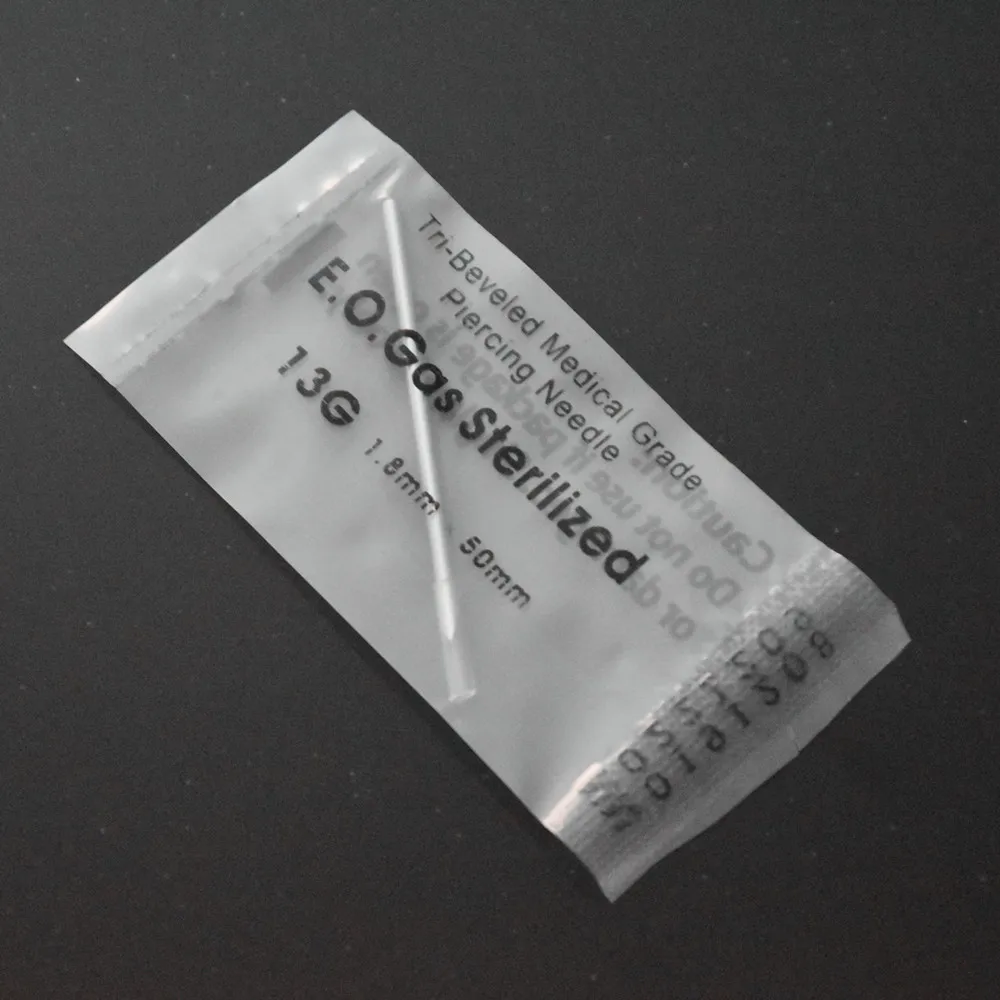 Tri-Beveled Medical Grade
Piercing Needle
E.O.Gas Sterilized
13G 1.8mm 50mm
Caution:
Do not use if package is
or